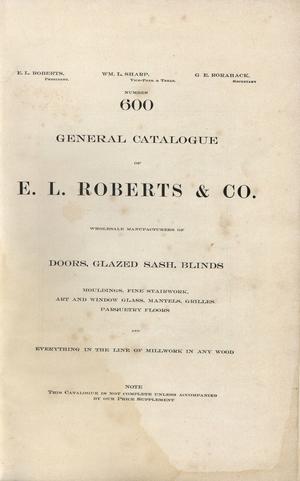 E. L. ROBERTS, WM. L. SHARP, G. E. RORABACK,
PRESIDENT. VICE-PRES. & TREAS. SECRETARY
NUMBER
600
GENERAL CATALOGUE
OF
E. L. ROBERTS & CO.
WHOLESALE MANUFACTURERS OF
DOORS, GLAZED SASH, BLINDS
MOULDINGS, FINE STAIRWORK,
ART AND WINDOW GLASS, MANTELS, GRILLES
PARQUETRY FLOORS
AND
EVERYTHING IN THE LINE OF MILLWORK IN ANY WOOD
NOTE
THIS CATALOGUE IS NOT COMPLETE UNLESS ACCOMPANIED
BY OUR PRICE SUPPLEMENT